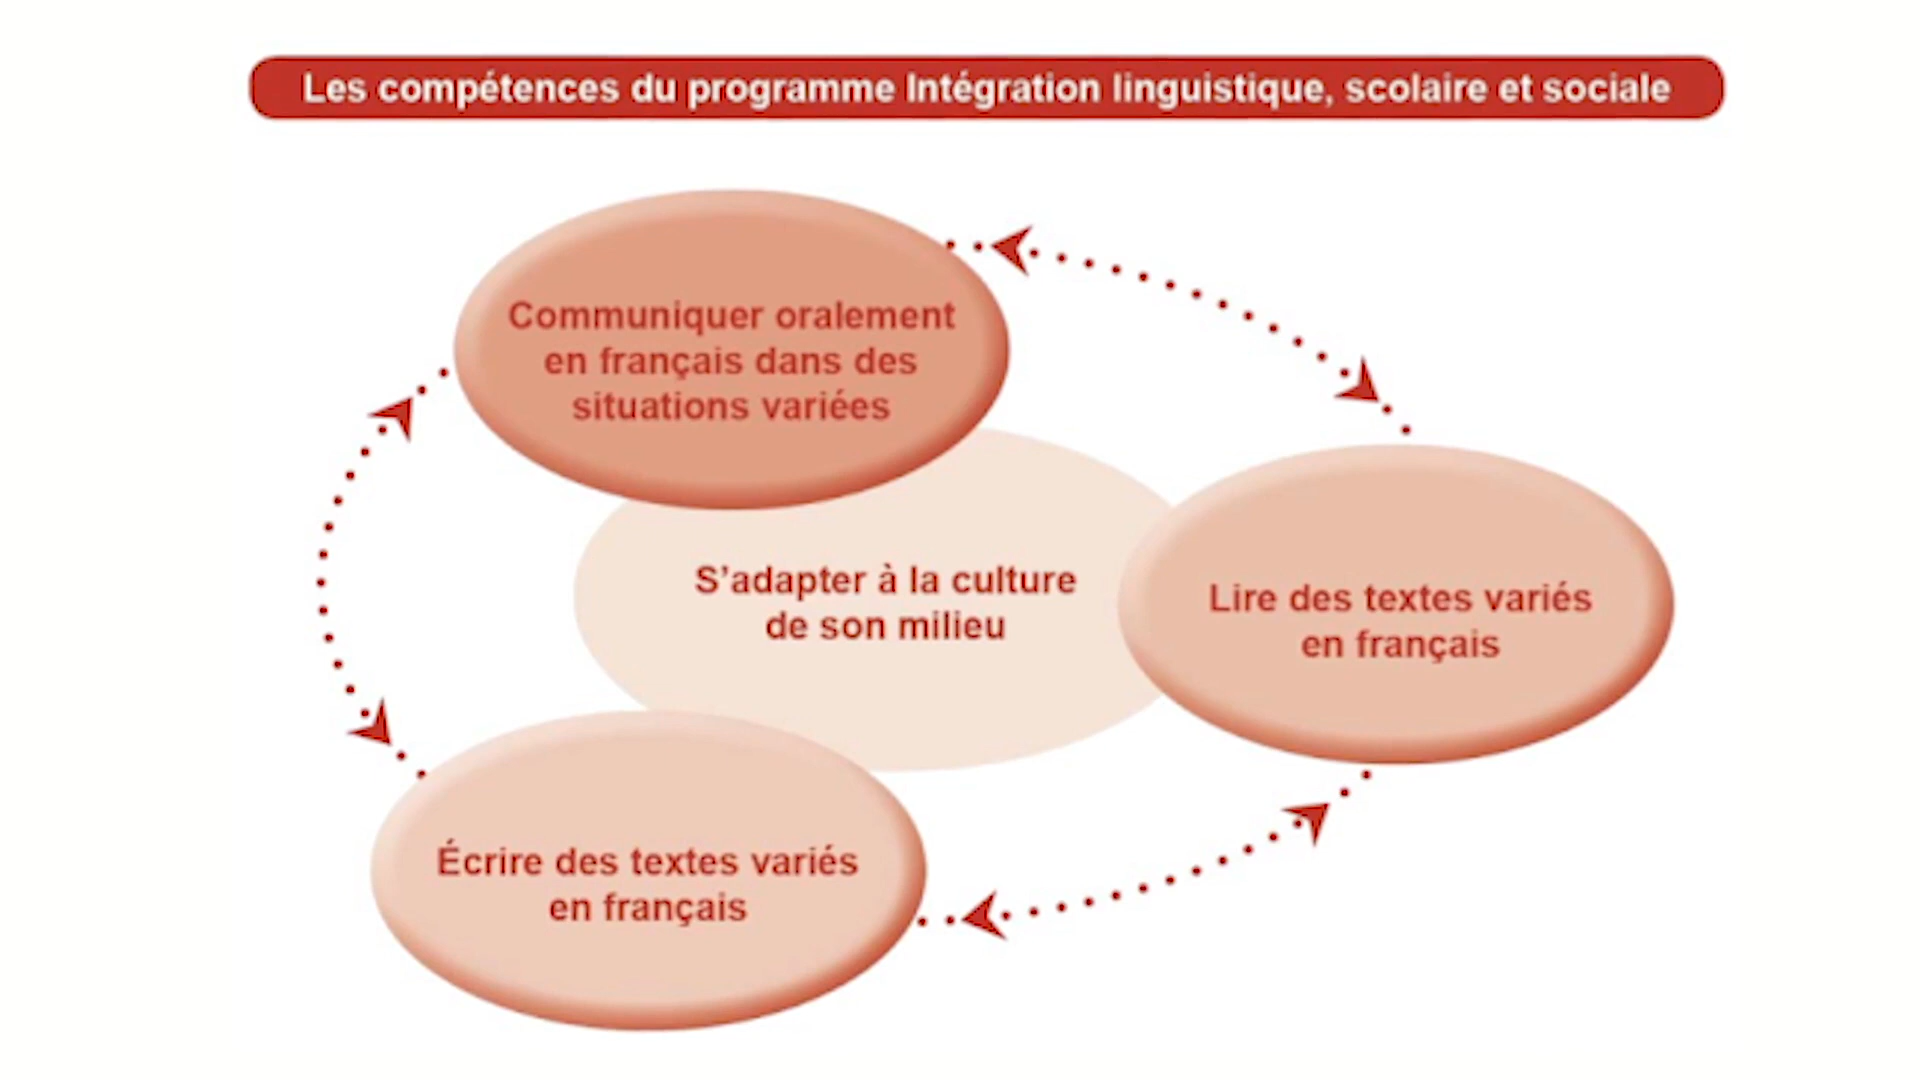 Les compétences du programme Intégration linguistique, scolaire et sociale
Communiquer oralement
en français dans des
situations variées
S’adapter à la culture
de son milieu
Lire des textes variés
en français
Écrire des textes variés
en français